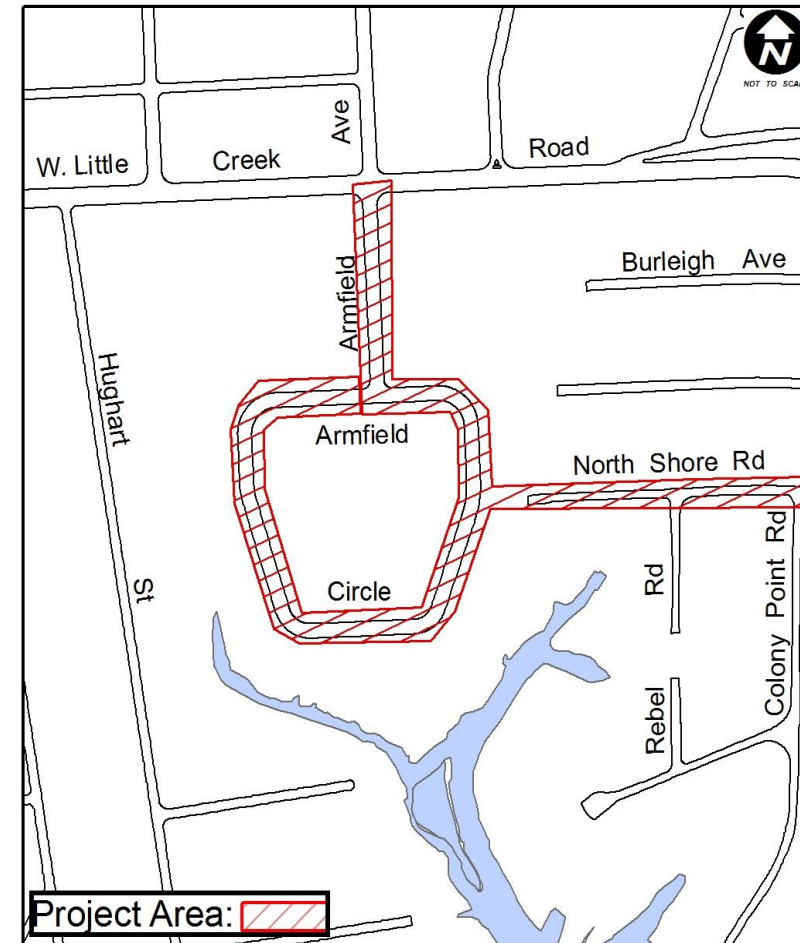 N
NOT TO SCA
Ave
W. Little Creek Road
Armfield
Burleigh Ave
Hughart St
Armfield
North Shore Rd
Circle
Rebel Rd
Colony Point Rd
Project Area: